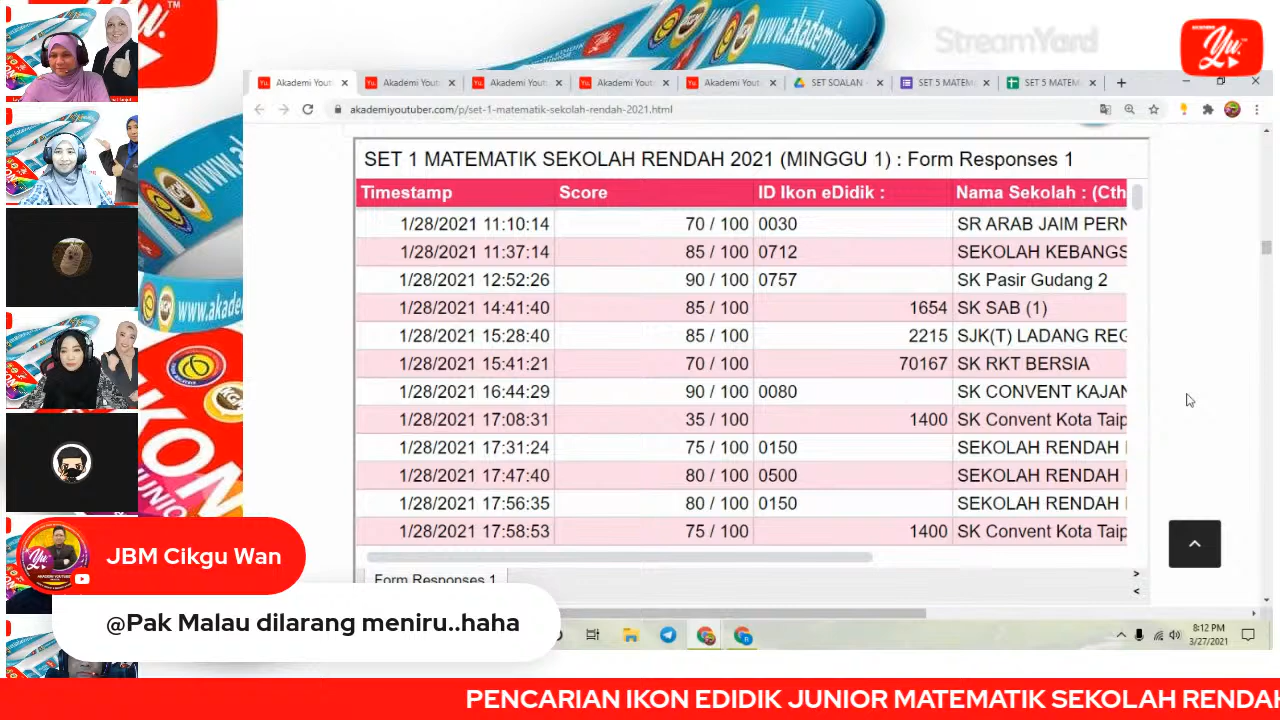 StreamYard
Akademi Yout
Akademi Yout
Akademi Yout
Akademi Yout
Akademi Yout
SET SOALAN
SET 5 MATEM
SET 5 MATEM
akademiyoutuber.com/p/set-1-matematik-sekolah-rendah-2021.html
SET 1 MATEMATIK SEKOLAH RENDAH 2021 (MINGGU 1) : Form Responses 1
Timestamp Score ID Ikon eDidik : Nama Sekolah : (Cth
1/28/2021 11:10:14 70 / 100 0030 SR ARAB JAIM PERN
1/28/2021 11:37:14 85 / 100 0712 SEKOLAH KEBANGS
1/28/2021 12:52:26 90 / 100 0757 SK Pasir Gudang 2
1/28/2021 14:41:40 85 / 100 1654 SK SAB (1)
1/28/2021 15:28:40 85 / 100 2215 SJK(T) LADANG REG
1/28/2021 15:41:21 70 / 100 70167 SK RKT BERSIA
1/28/2021 16:44:29 90 / 100 0080 SK CONVENT KAJAN
1/28/2021 17:08:31 35 / 100 1400 SK Convent Kota Taip
1/28/2021 17:31:24 75 / 100 0150 SEKOLAH RENDAH
1/28/2021 17:47:40 80 / 100 0500 SEKOLAH RENDAH
1/28/2021 17:56:35 80 / 100 0150 SEKOLAH RENDAH
1/28/2021 17:58:53 75 / 100 1400 SK Convent Kota Taip
Form Responses 1
JBM Cikgu Wan
@Pak Malau dilarang meniru..haha
8:12 PM
3/27/2021
PENCARIAN IKON EDIDIK JUNIOR MATEMATIK SEKOLAH RENDAH